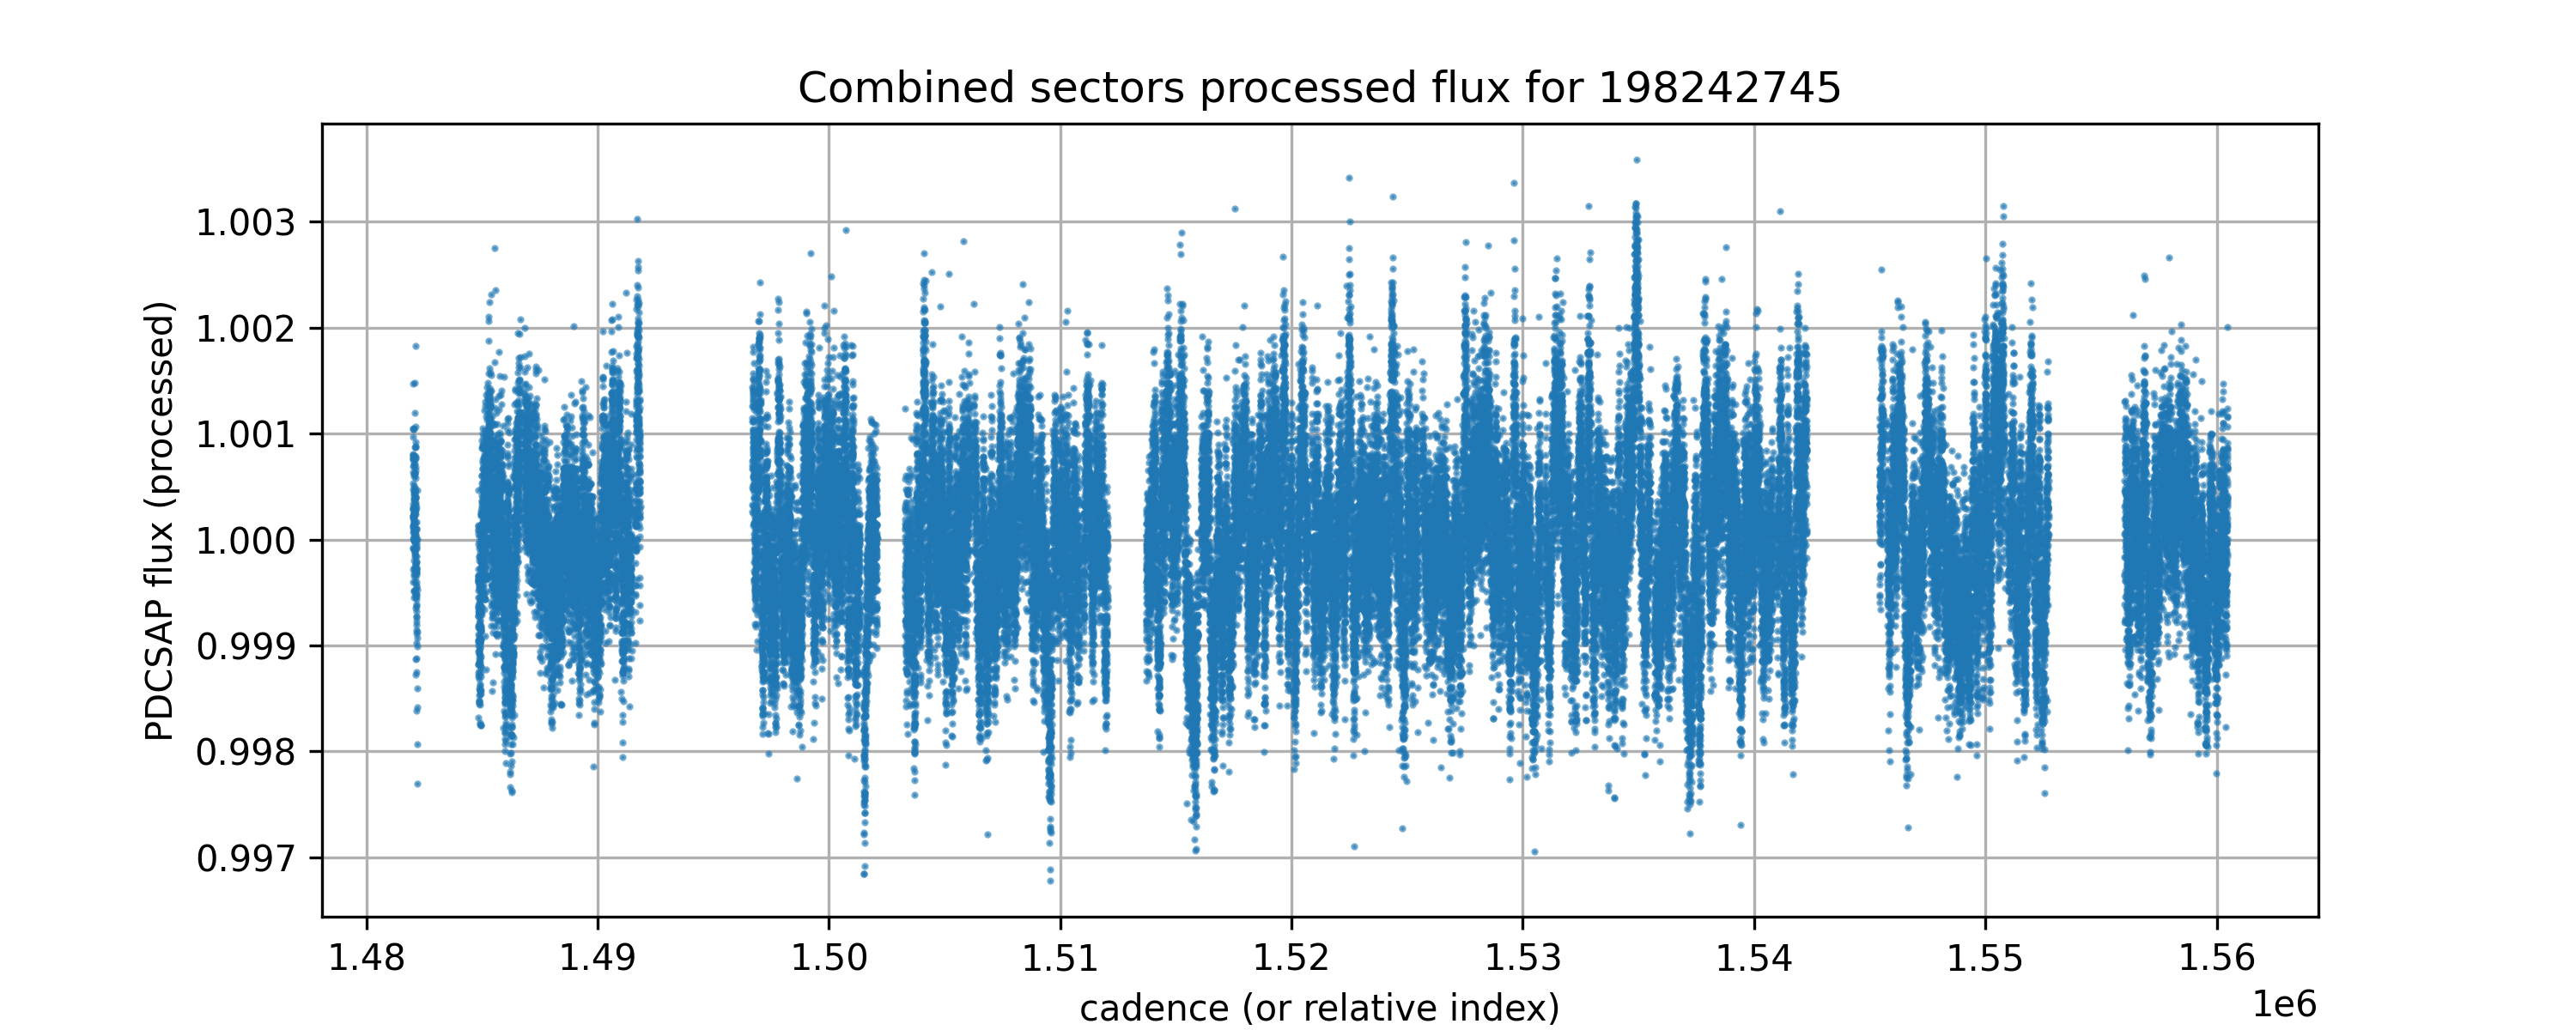 Combined sectors processed flux for 198242745
PDCSAP flux (processed)
1.003
1.002
1.001
1.000
0.999
0.998
0.997
1.48 1.49 1.50 1.51 1.52 1.53 1.54 1.55 1.56
1e6
cadence (or relative index)